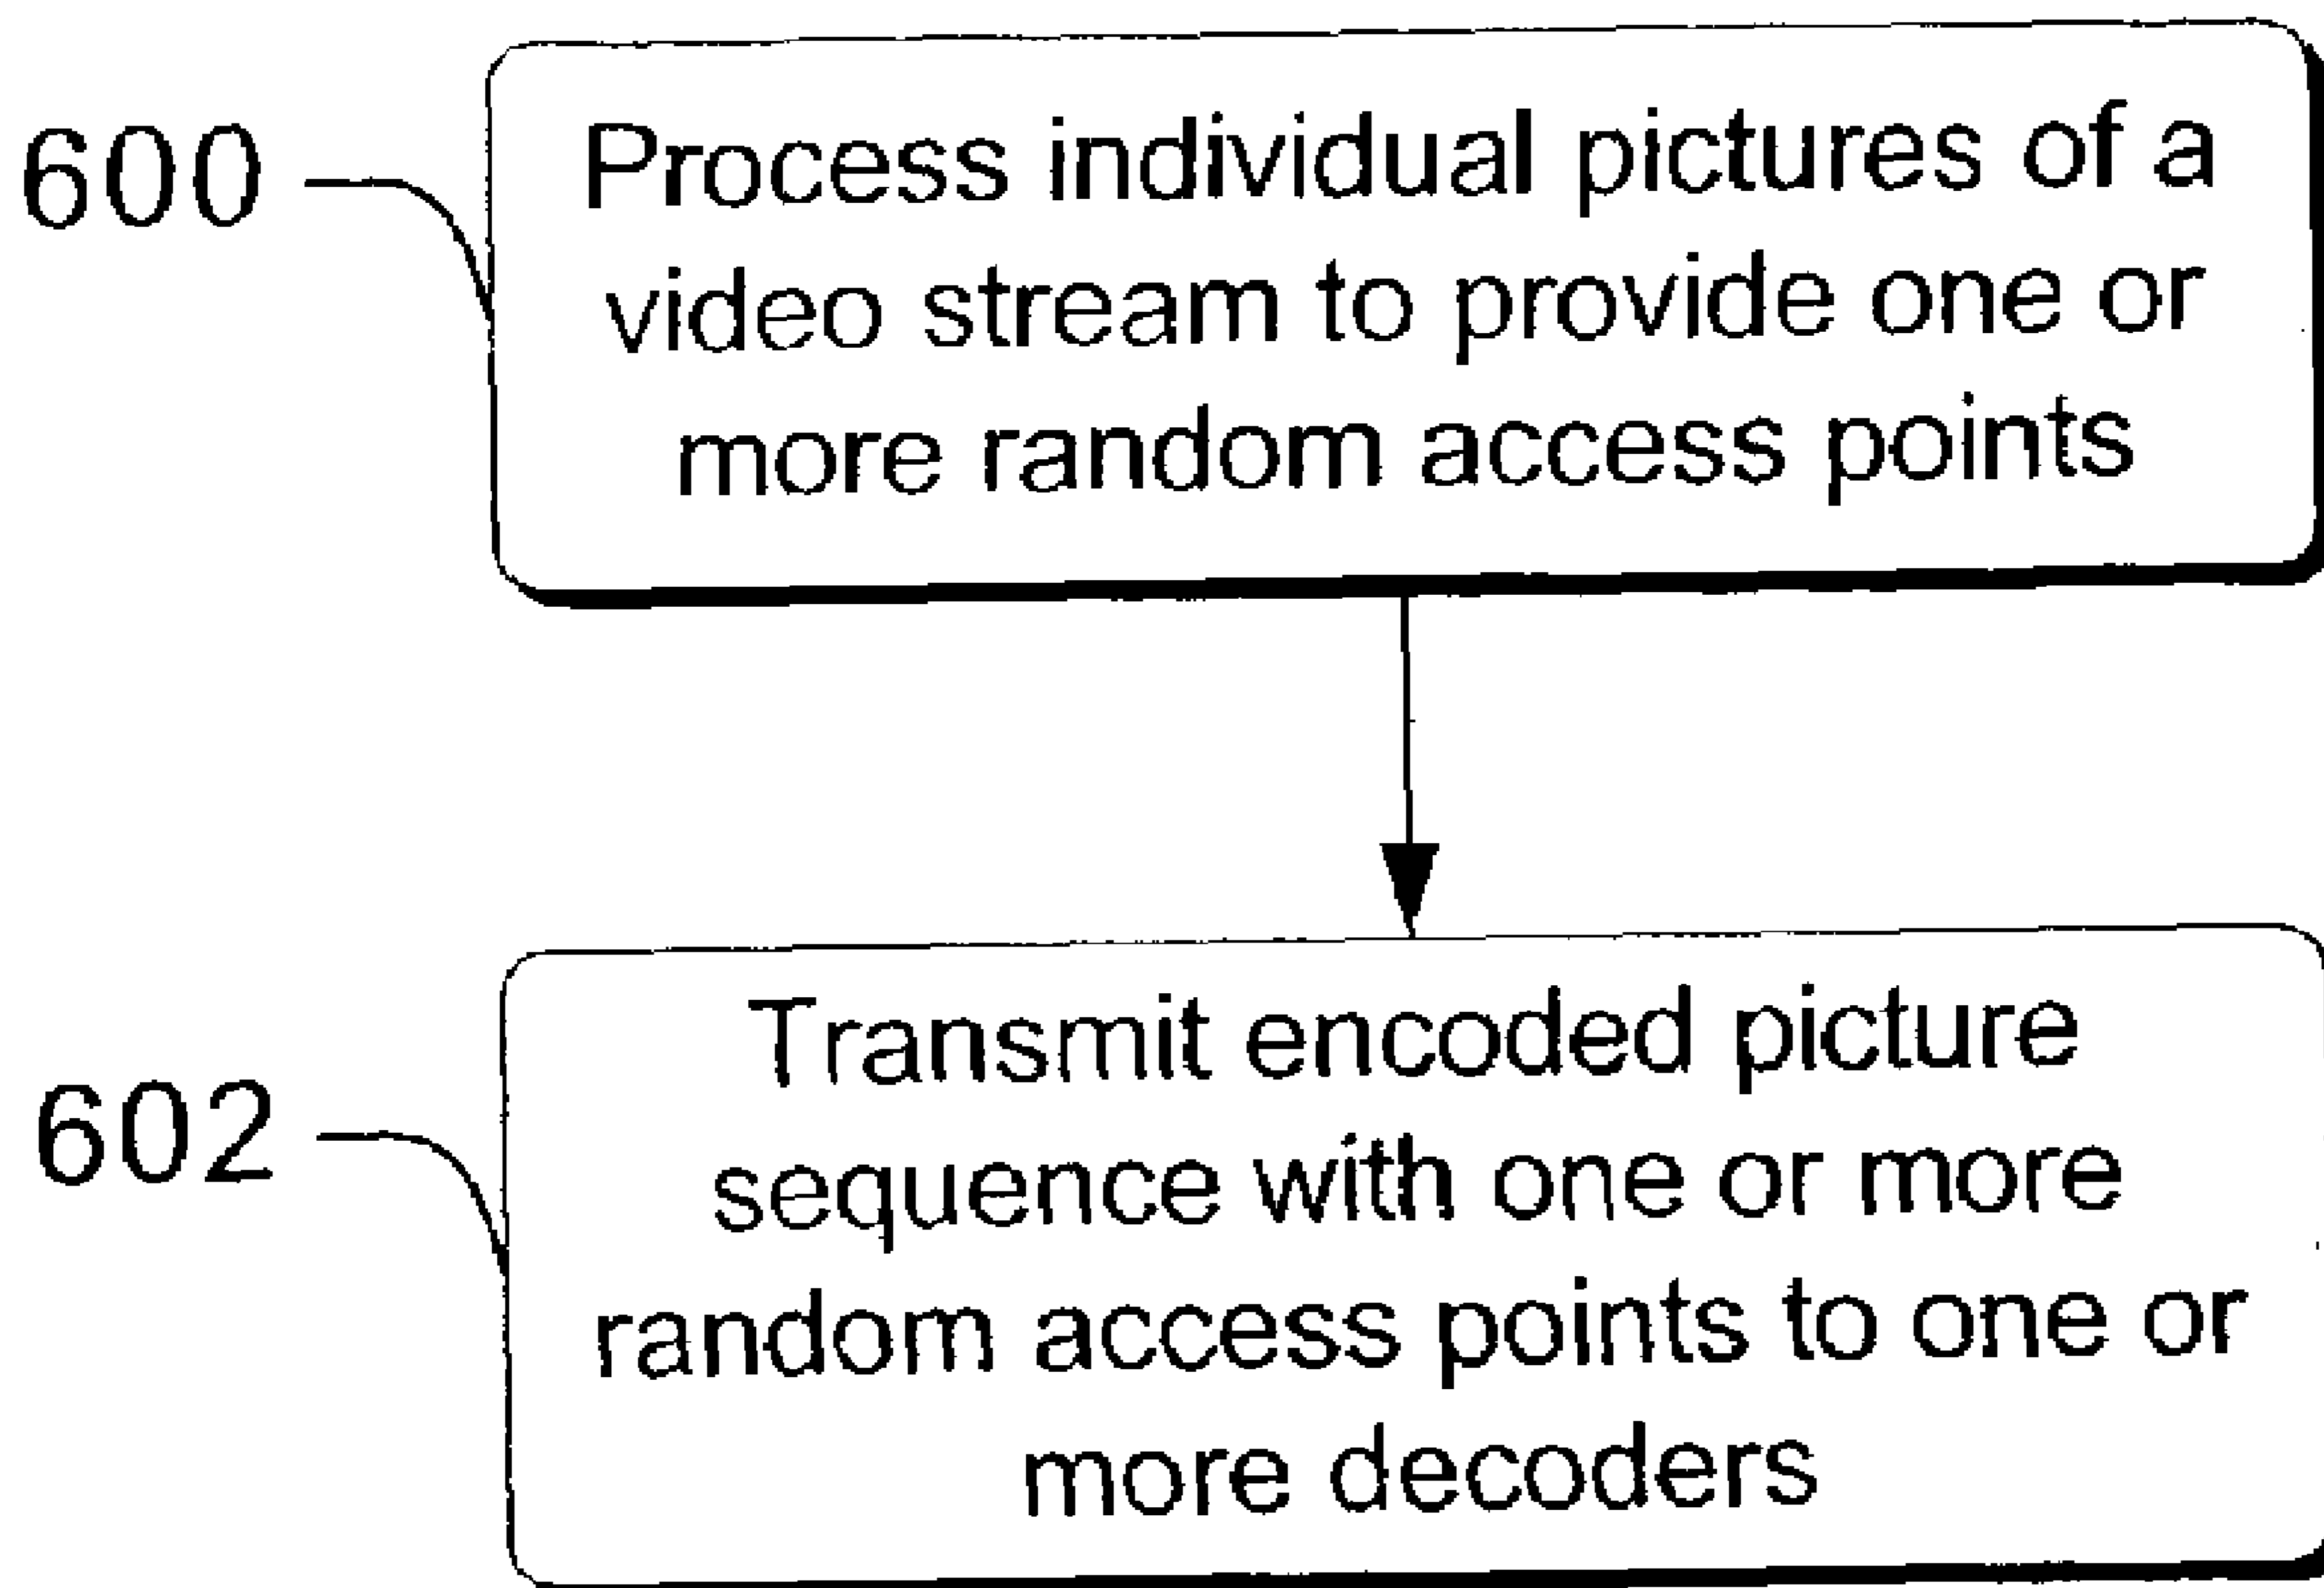 600
Process individual pictures of a
video stream to provide one or
more random access points
602
Transmit encoded picture
sequence with one or more
random access points to one or
more decoders